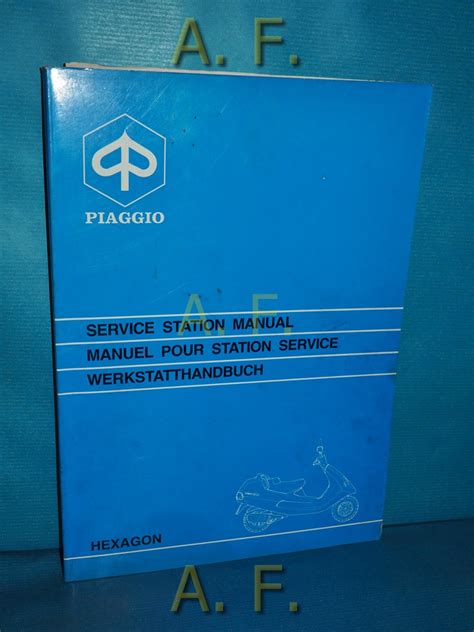 A. F.
PIAGGIO
A. F.
SERVICE STATION MANUAL
MANUEL POUR STATION SERVICE
WERKSTATTHANDBUCH
HEXAGON
A. F.